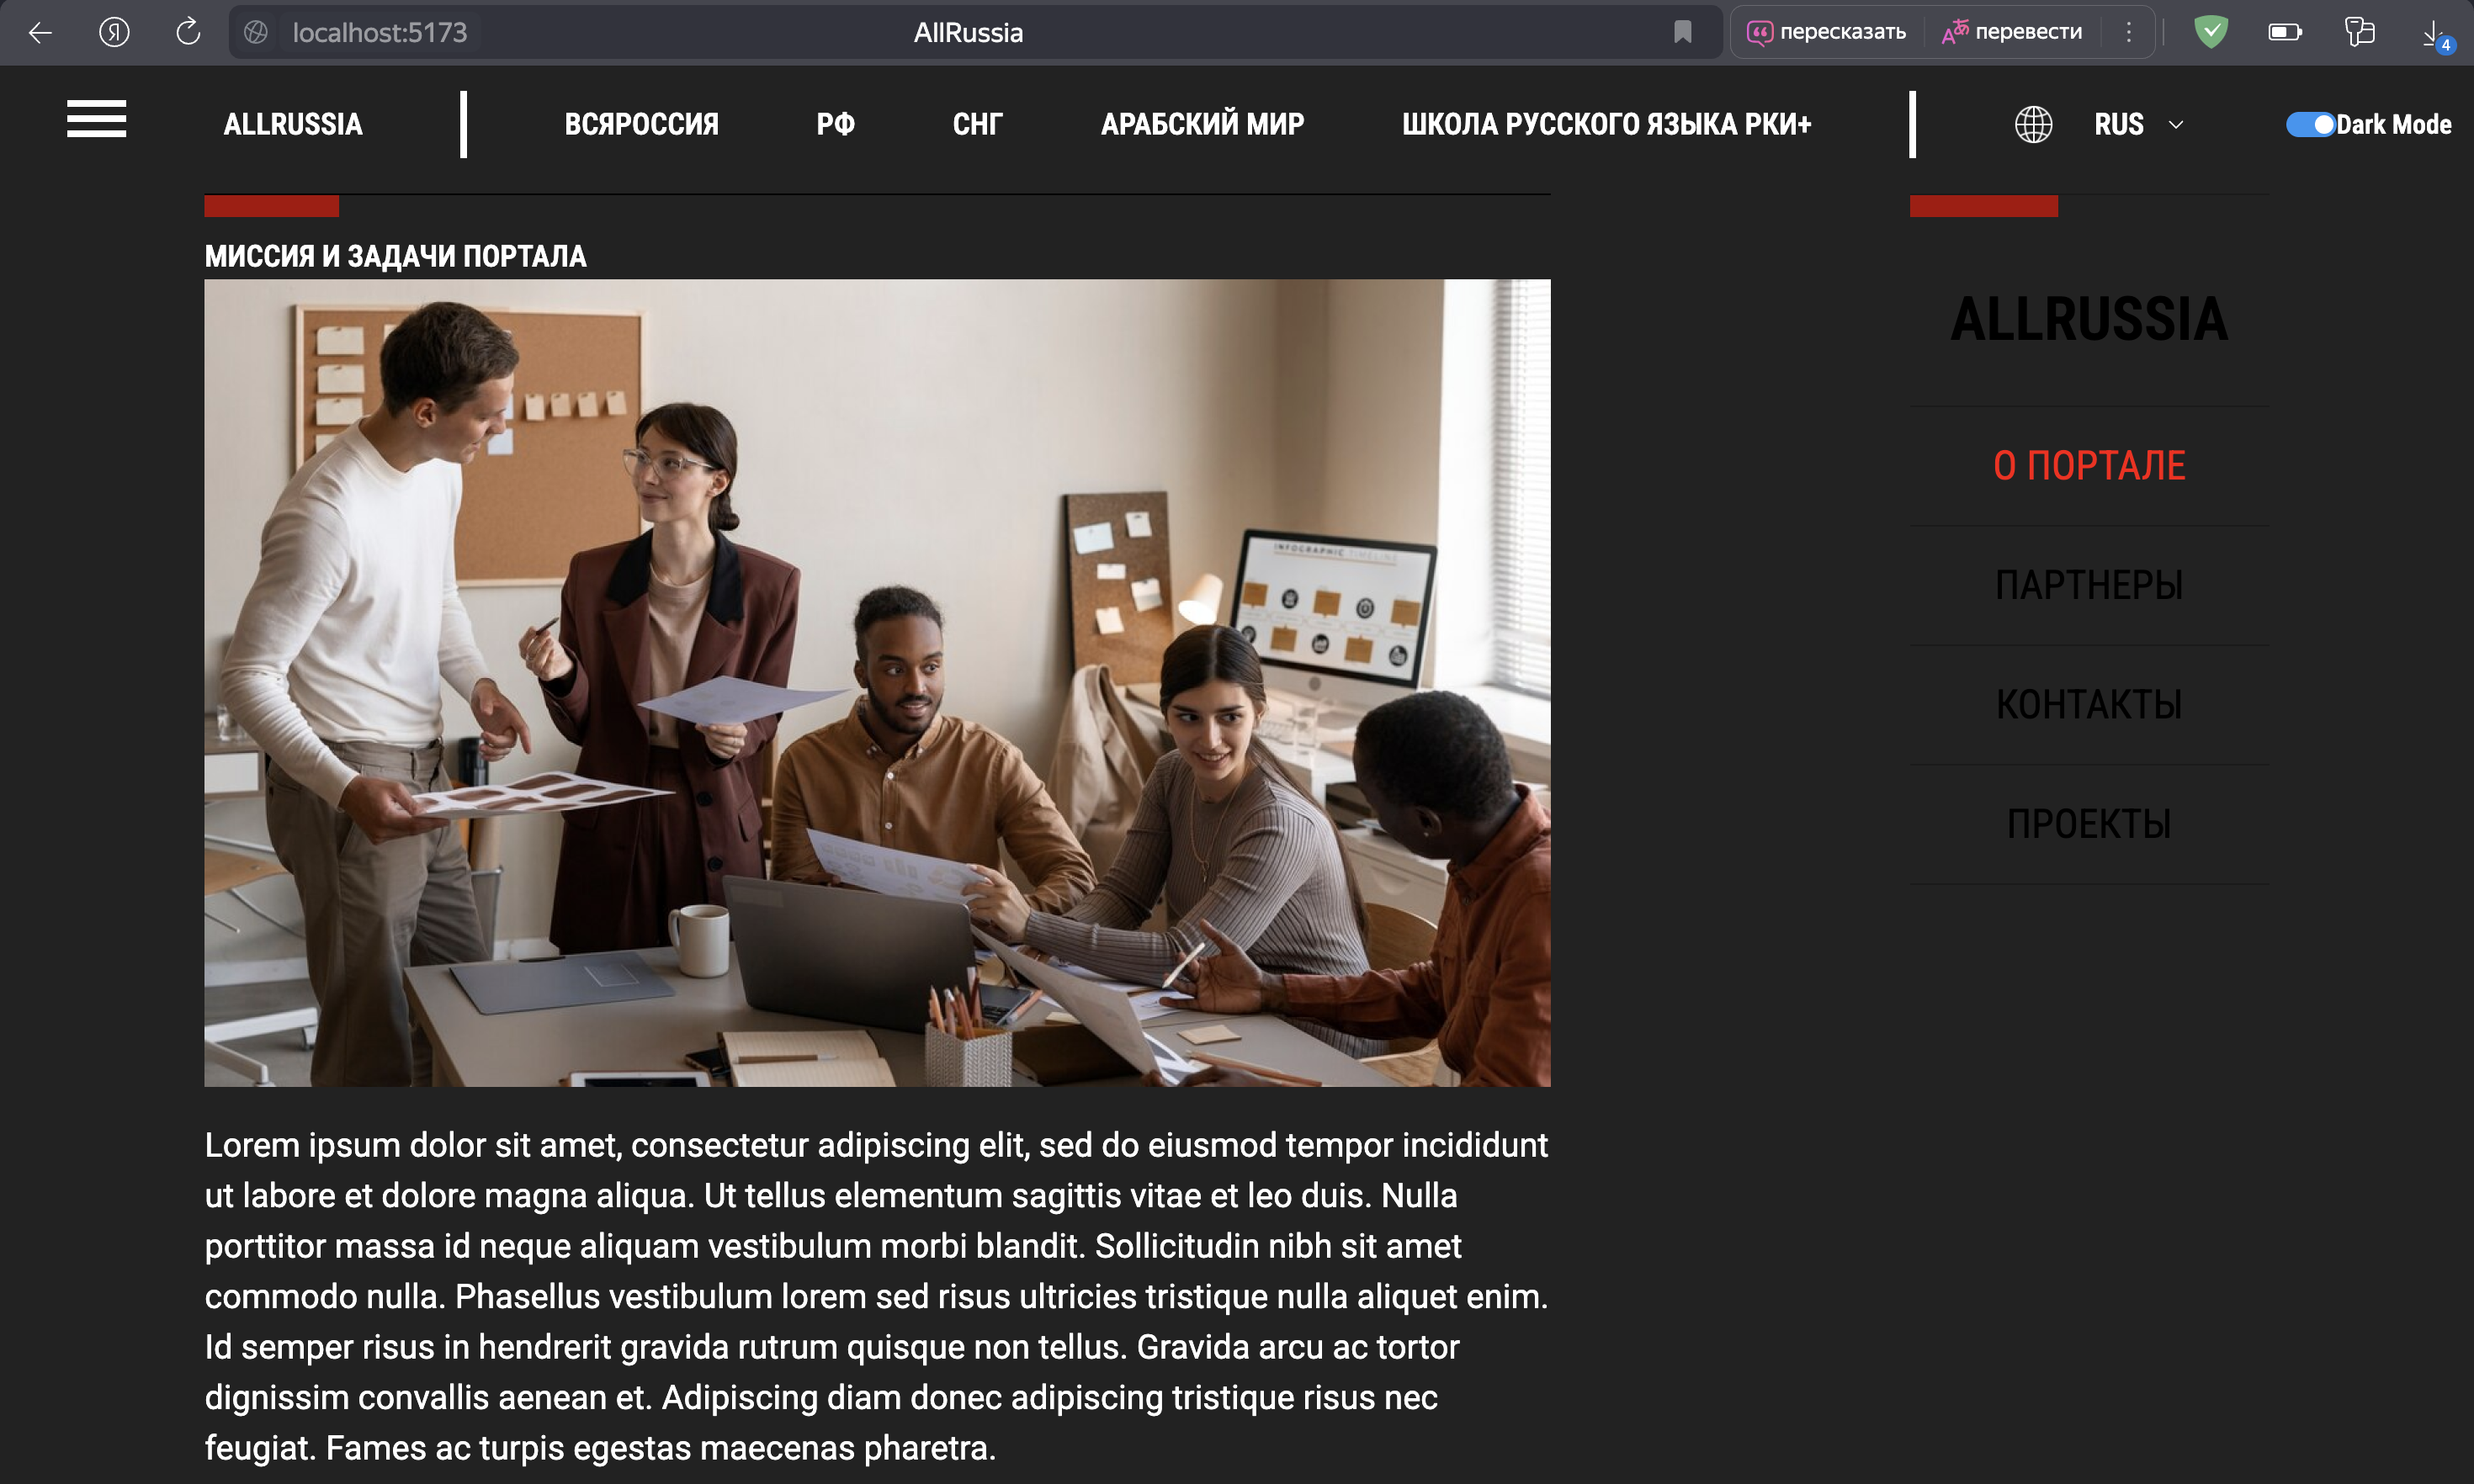 localhost:5173
AllRussia
пересказать
перевести
4
ALLRUSSIA
ВСЯРОССИЯ
РФ
СНГ
АРАБСКИЙ МИР
ШКОЛА РУССКОГО ЯЗЫКА РКИ+
RUS
Dark Mode
МИССИЯ И ЗАДАЧИ ПОРТАЛА
INFOGRAPHIC TIMELINE
Lorem ipsum dolor sit amet, consectetur adipiscing elit, sed do eiusmod tempor incididunt
ut labore et dolore magna aliqua. Ut tellus elementum sagittis vitae et leo duis. Nulla
porttitor massa id neque aliquam vestibulum morbi blandit. Sollicitudin nibh sit amet
commodo nulla. Phasellus vestibulum lorem sed risus ultricies tristique nulla aliquet enim.
Id semper risus in hendrerit gravida rutrum quisque non tellus. Gravida arcu ac tortor
dignissim convallis aenean et. Adipiscing diam donec adipiscing tristique risus nec
feugiat. Fames ac turpis egestas maecenas pharetra.
ALLRUSSIA
О ПОРТАЛЕ
ПАРТНЕРЫ
КОНТАКТЫ
ПРОЕКТЫ